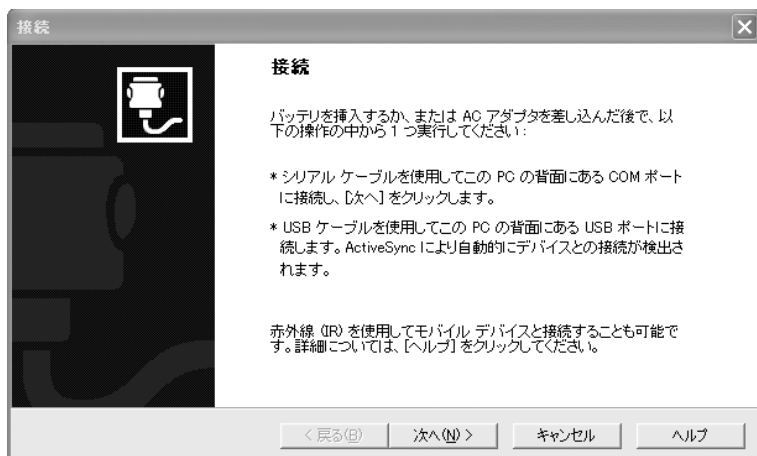 接続
接続
バッテリを挿入するか、または AC アダプタを差し込んだ後で、以
下の操作の中から 1 つ実行してください:
* シリアル ケーブルを使用してこの PC の背面にある COM ポート
に接続し、[次へ] をクリックします。
* USB ケーブルを使用してこの PC の背面にある USB ポートに接
続します。ActiveSync により自動的にデバイスとの接続が検出さ
れます。
赤外線 (IR) を使用してモバイル デバイスと接続することも可能で
す。詳細については、[ヘルプ] をクリックしてください。
< 戻る(B) 次へ(N) > キャンセル ヘルプ